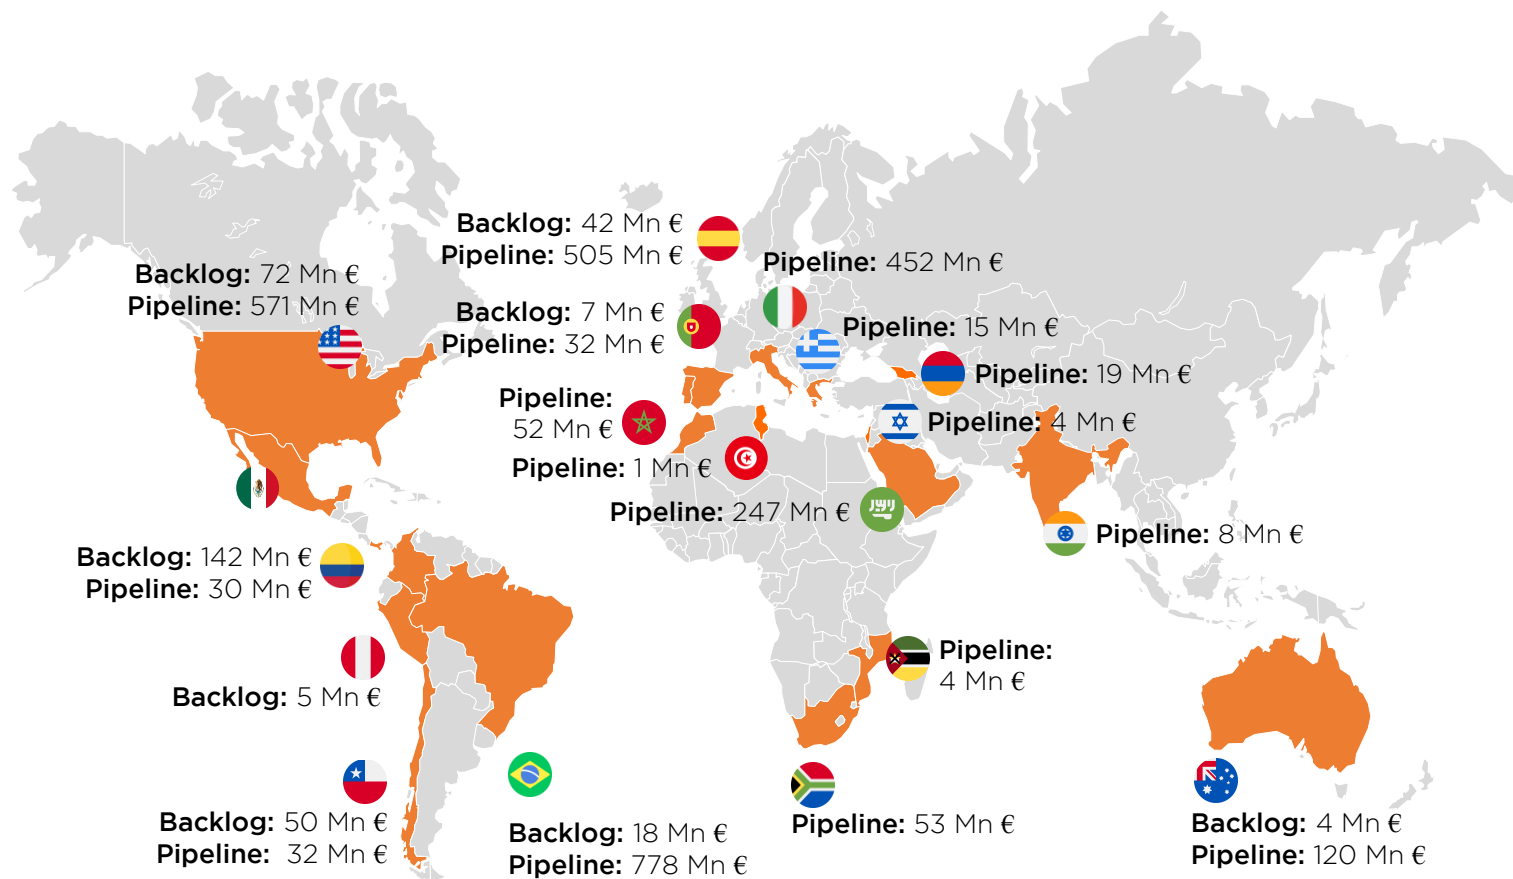 Backlog: 42 Mn €
Pipeline: 505 Mn €
Pipeline: 452 Mn €
Backlog: 72 Mn €
Pipeline: 571 Mn €
Backlog: 7 Mn €
Pipeline: 32 Mn €
Pipeline: 15 Mn €
Pipeline: 19 Mn €
Pipeline:
52 Mn €
Pipeline: 4 Mn €
Pipeline: 1 Mn €
Pipeline: 247 Mn €
Pipeline: 8 Mn €
Backlog: 142 Mn €
Pipeline: 30 Mn €
Pipeline:
4 Mn €
Backlog: 5 Mn €
Backlog: 50 Mn €
Pipeline: 32 Mn €
Backlog: 18 Mn €
Pipeline: 778 Mn €
Pipeline: 53 Mn €
Backlog: 4 Mn €
Pipeline: 120 Mn €